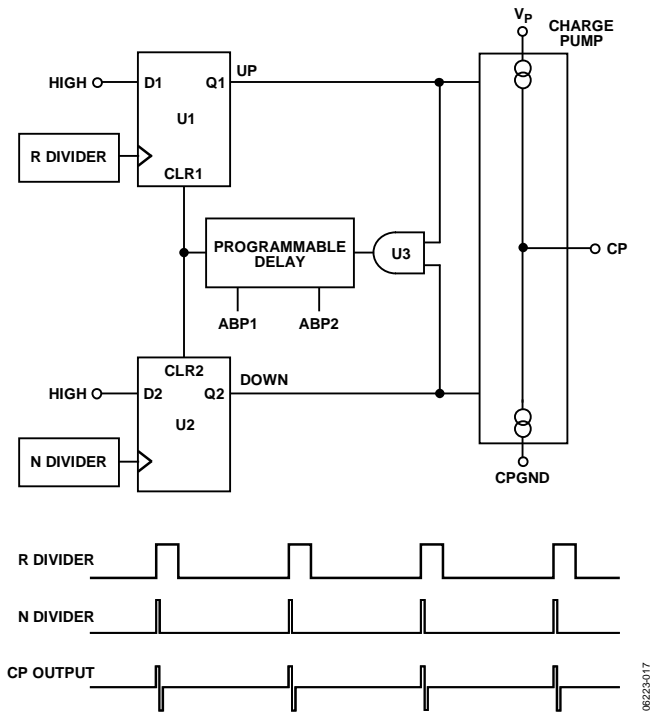 VP
CHARGE
PUMP
HIGH
D1
Q1
UP
U1
R DIVIDER
CLR1
PROGRAMMABLE
DELAY
U3
CP
ABP1
ABP2
CLR2
HIGH
D2
Q2
DOWN
U2
N DIVIDER
CPGND
R DIVIDER
N DIVIDER
CP OUTPUT
06223-017